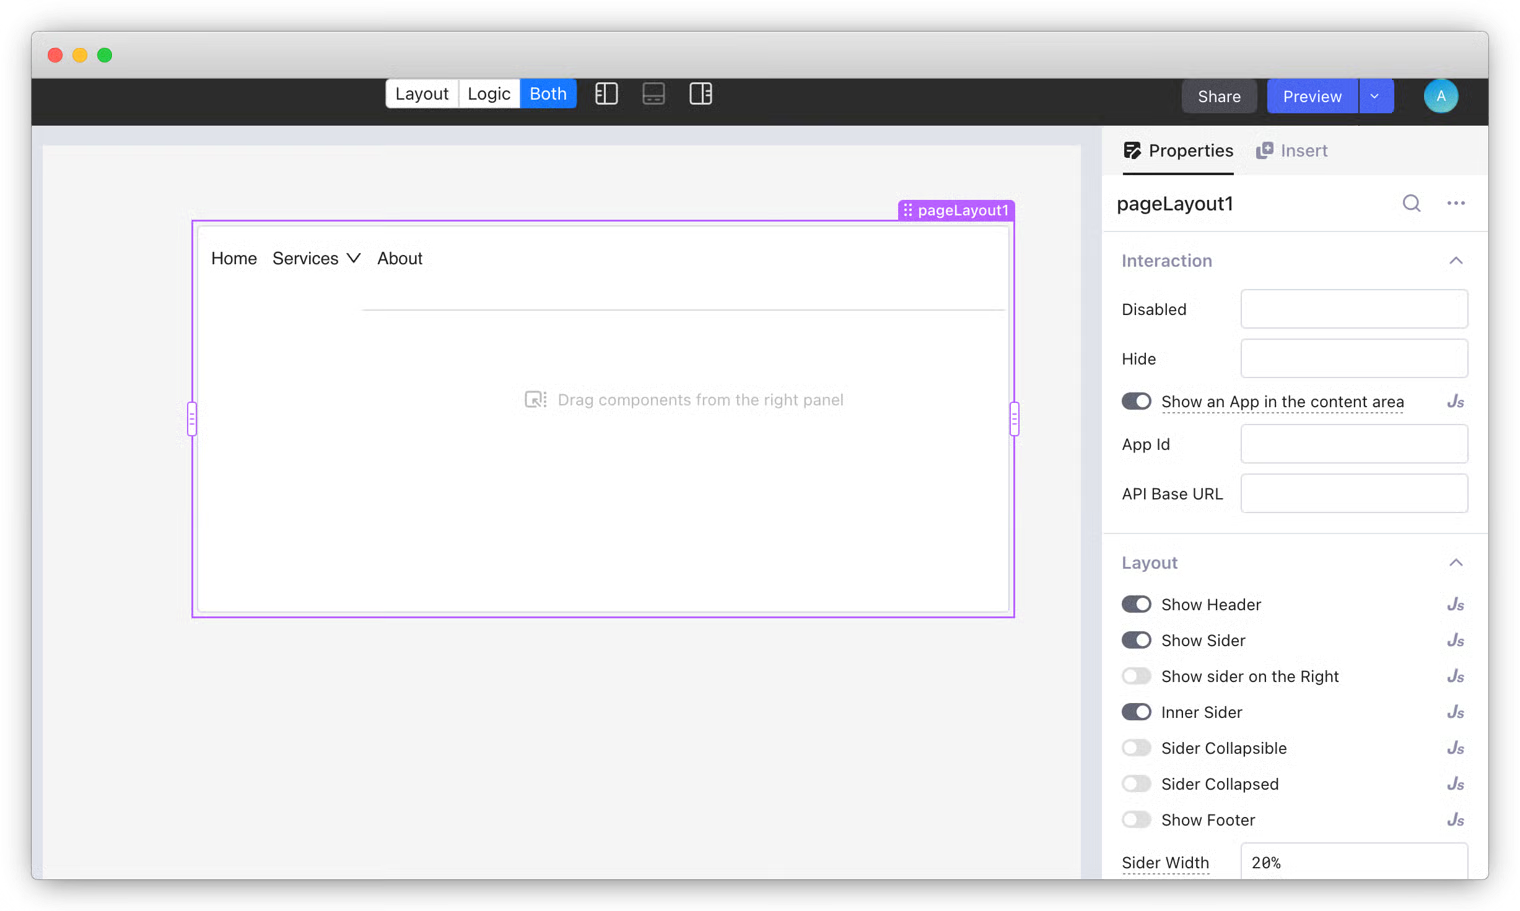 Layout Logic Both
Share Preview A
Properties Insert
pageLayout1
Home Services About
Drag components from the right panel
pageLayout1
Interaction
Disabled
Hide
Show an App in the content area Js
App Id
API Base URL
Layout
Show Header Js
Show Sider Js
Show sider on the Right Js
Inner Sider Js
Sider Collapsible Js
Sider Collapsed Js
Show Footer Js
Sider Width 20%